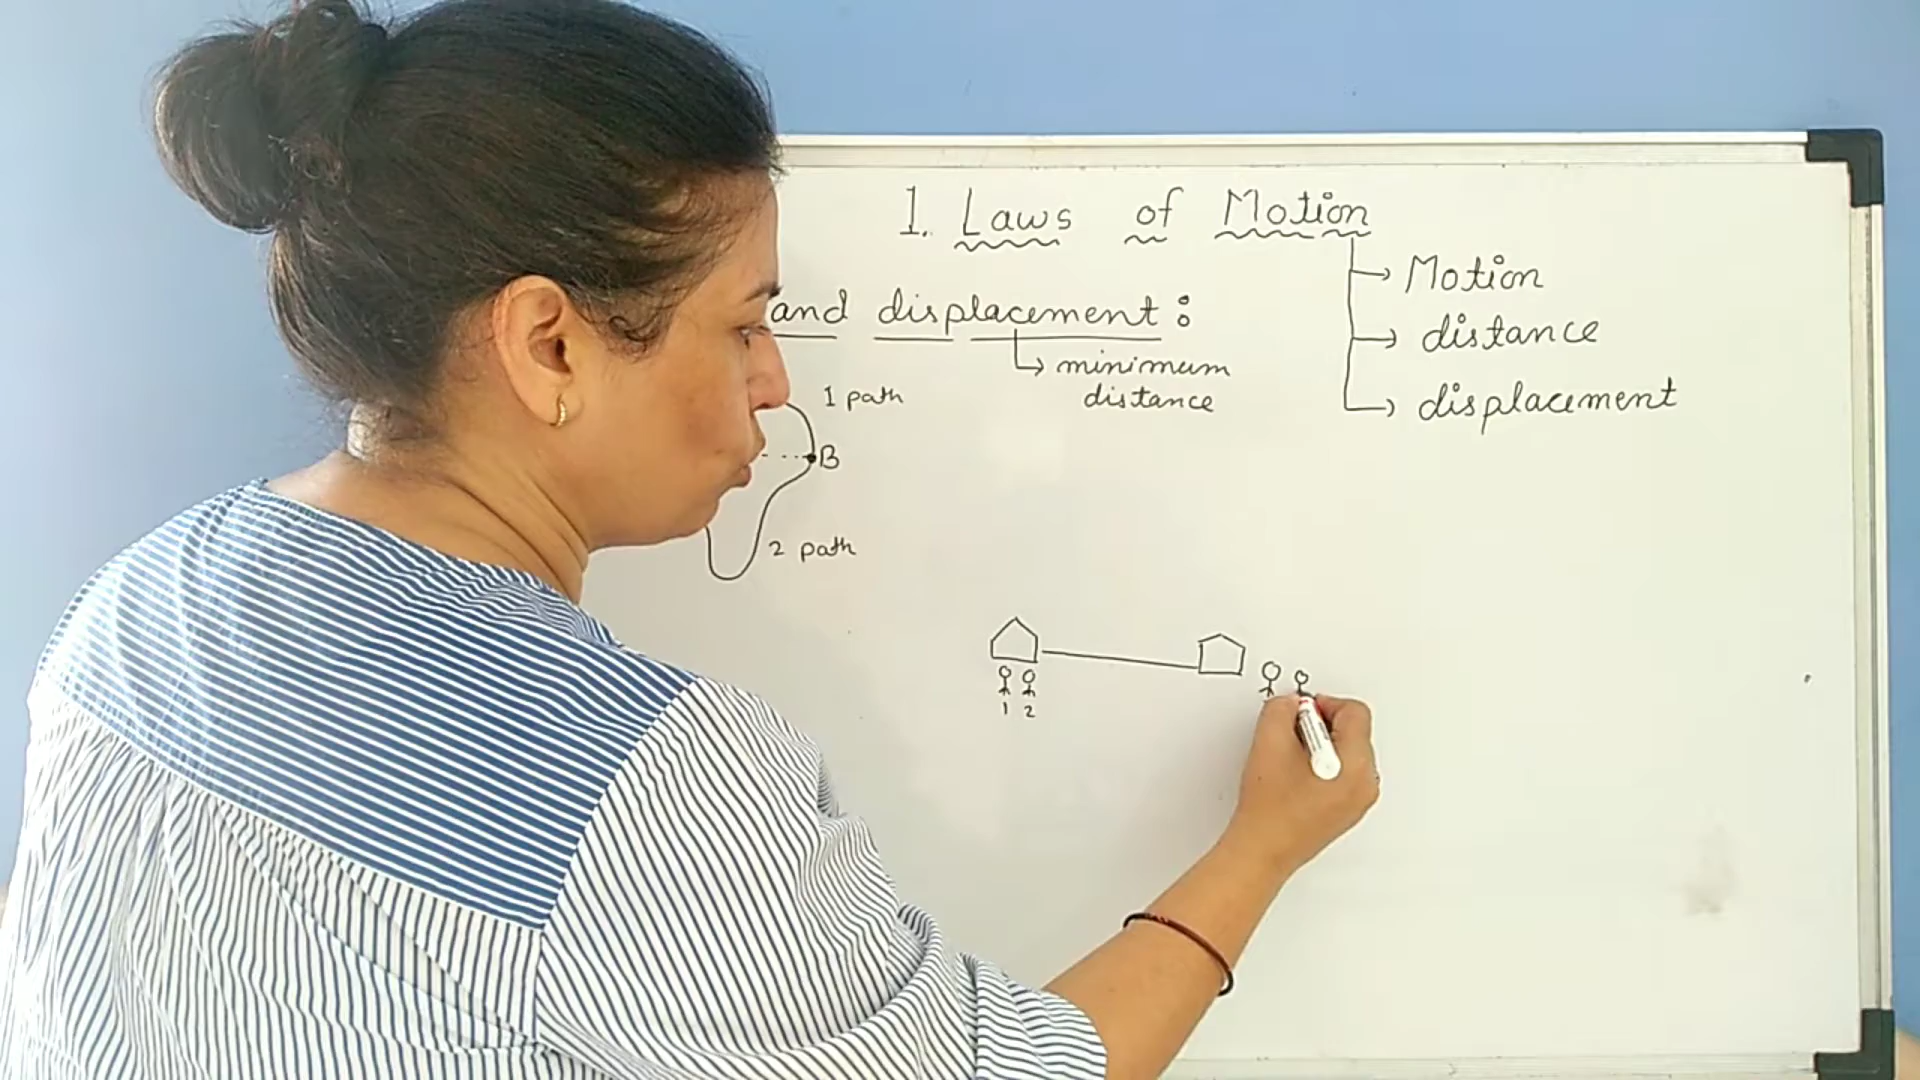 1. Laws of Motion
Motion
distance
displacement
and displacement :
minimum
distance
1 path
B
2 path
1 2